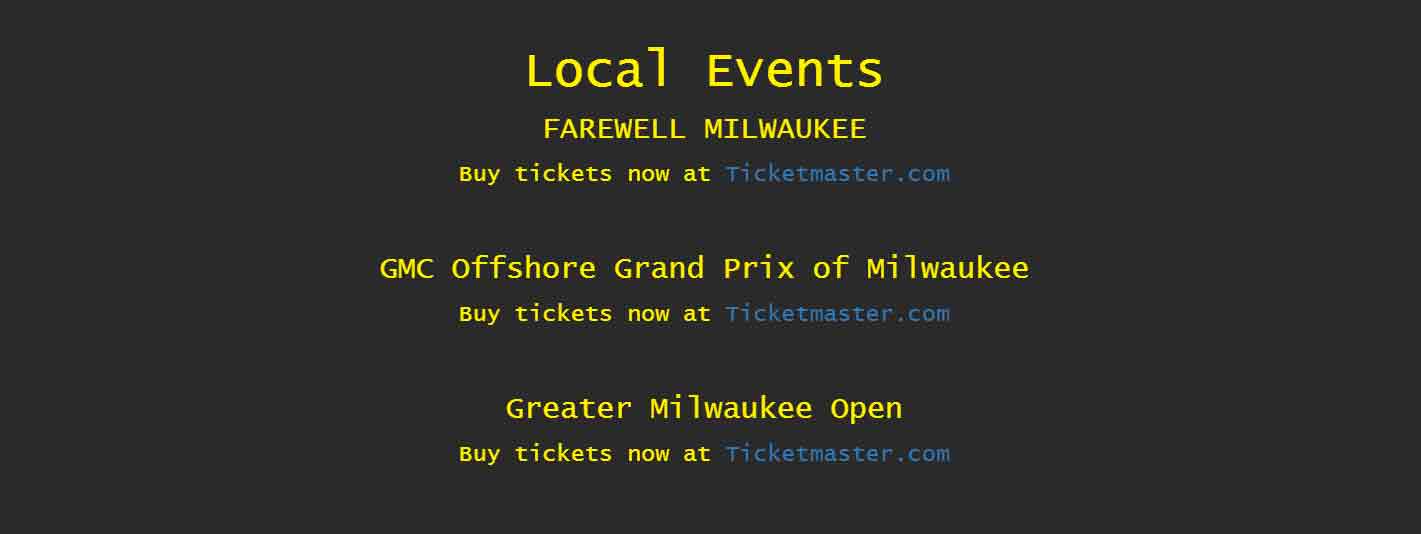 Local Events
FAREWELL MILWAUKEE
Buy tickets now at Ticketmaster.com
GMC Offshore Grand Prix of Milwaukee
Buy tickets now at Ticketmaster.com
Greater Milwaukee Open
Buy tickets now at Ticketmaster.com